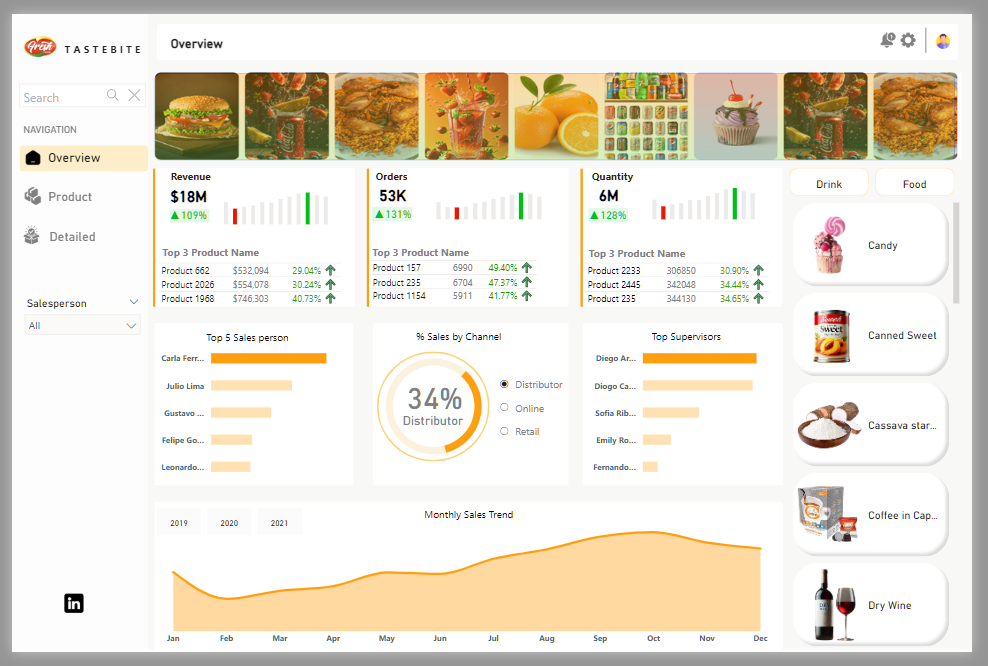 Fresh TASTEBITE
Overview
Search
NAVIGATION
Overview
Product
Detailed
Salesperson
All
in
Revenue
$18M
▲109%
Top 3 Product Name
Product 662 $532,094 29.04%
Product 2026 $554,078 30.24%
Product 1968 $746,303 40.73%
Orders
53K
▲131%
Top 3 Product Name
Product 157 6990 49.40%
Product 235 6704 47.37%
Product 1154 5911 41.77%
Quantity
6M
▲128%
Top 3 Product Name
Product 2233 306850 30.90%
Product 2445 342048 34.44%
Product 235 344130 34.65%
Top 5 Sales person
Carla Ferr...
Julio Lima
Gustavo ...
Felipe Go...
Leonardo...
% Sales by Channel
34%
Distributor
Distributor
Online
Retail
Top Supervisors
Diego Ar...
Diogo Ca...
Sofia Rib...
Emily Ro...
Fernando...
2019 2020 2021
Monthly Sales Trend
Jan Feb Mar Apr May Jun Jul Aug Sep Oct Nov Dec
Drink Food
Candy
Canned Sweet
Sweet
Cassava star...
Coffee in Cap...
Dry Wine